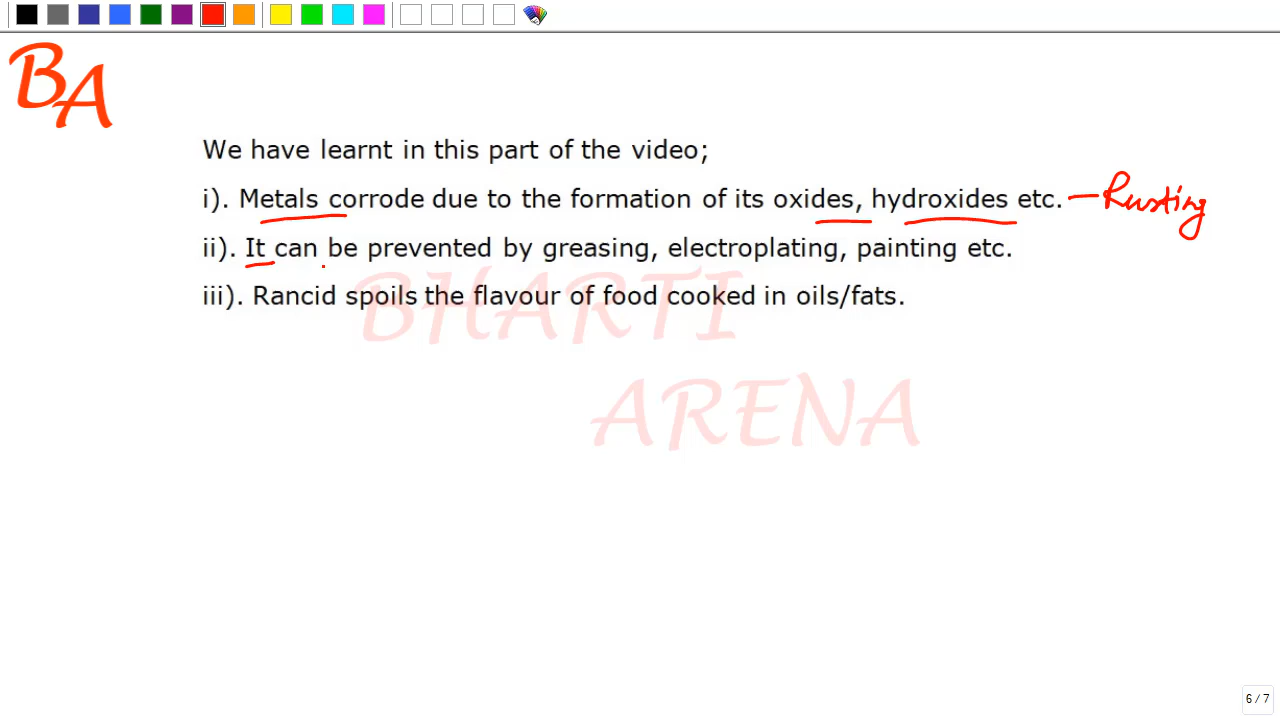 BA
We have learnt in this part of the video;
i). Metals corrode due to the formation of its oxides, hydroxides etc. — Rusting
ii). It can be prevented by greasing, electroplating, painting etc.
iii). Rancid spoils the flavour of food cooked in oils/fats.
BHARTI
ARENA
6 / 7